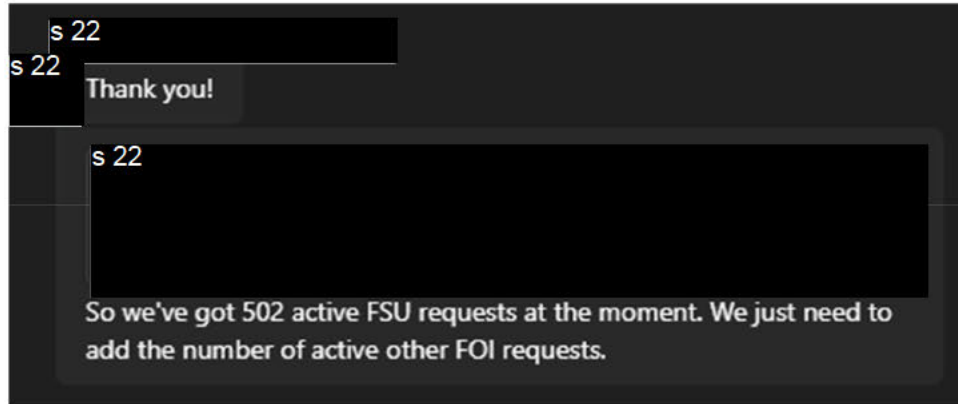 s 22
s 22
Thank you!
s 22
So we've got 502 active FSU requests at the moment. We just need to
add the number of active other FOI requests.